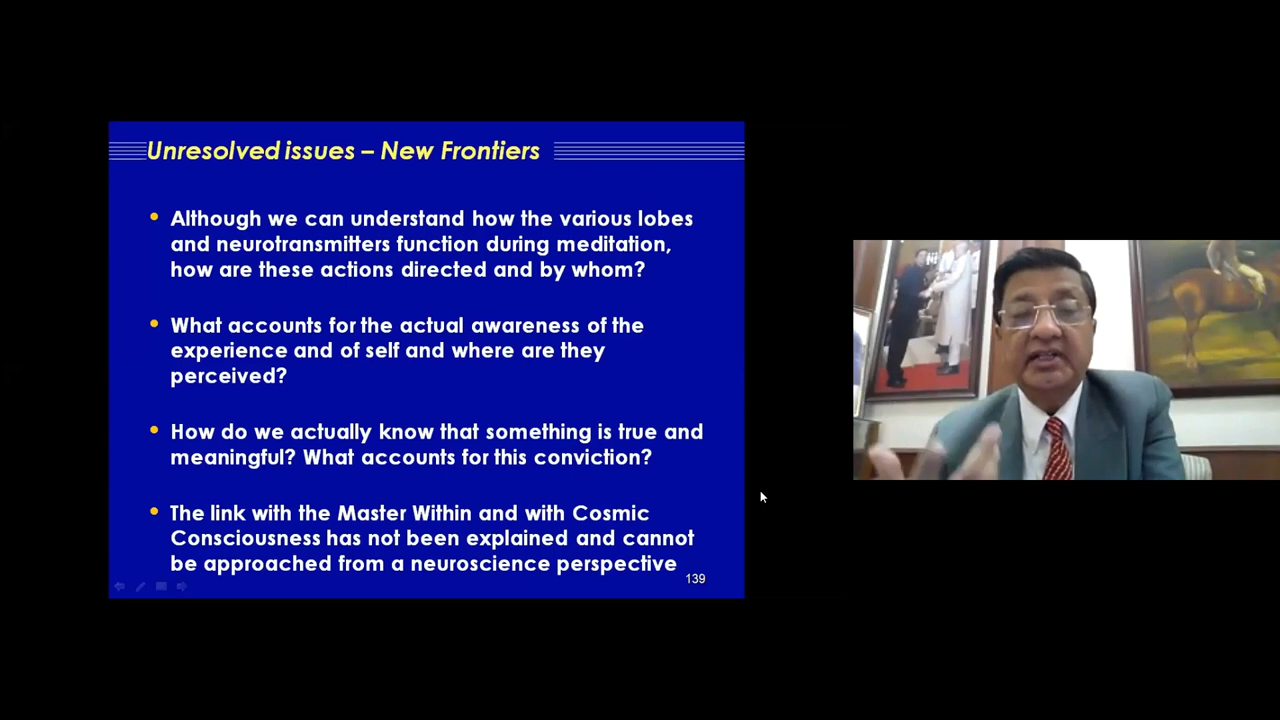 Unresolved issues – New Frontiers
• Although we can understand how the various lobes
and neurotransmitters function during meditation,
how are these actions directed and by whom?
• What accounts for the actual awareness of the
experience and of self and where are they
perceived?
• How do we actually know that something is true and
meaningful? What accounts for this conviction?
• The link with the Master Within and with Cosmic
Consciousness has not been explained and cannot
be approached from a neuroscience perspective
139